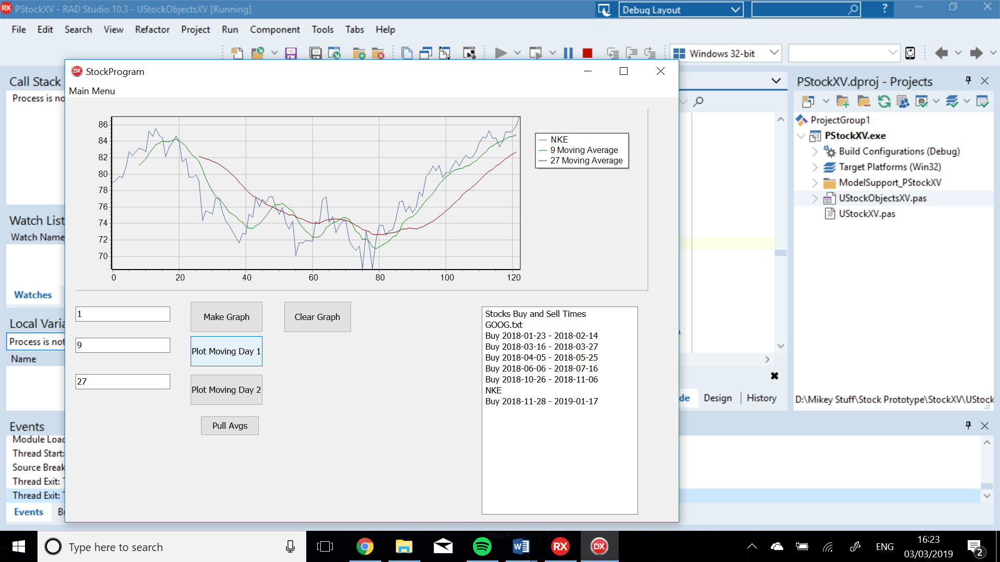 PStockXV - RAD Studio 10.3 - UStockObjectsXV [Running]
Debug Layout
?
File Edit Search View Refactor Project Run Component Tools Tabs Help
Windows 32-bit
Call Stack
Process is no
Watch List
Watch Name
Watches
Local Varia
Process is not
Name
Events
Module Load
Thread Start:
Source Break
Thread Exit:
Thread Exit:
Events
StockProgram
Main Menu
86
84
82
80
78
76
74
72
70
0 20 40 60 80 100 120
NKE
9 Moving Average
27 Moving Average
1
Make Graph
Clear Graph
9
Plot Moving Day 1
27
Plot Moving Day 2
Pull Avgs
Stocks Buy and Sell Times
GOOG.txt
Buy 2018-01-23 - 2018-02-14
Buy 2018-03-16 - 2018-03-27
Buy 2018-04-05 - 2018-05-25
Buy 2018-06-06 - 2018-07-16
Buy 2018-10-26 - 2018-11-06
NKE
Buy 2018-11-28 - 2019-01-17
de Design History
PStockXV.dproj - Projects
ProjectGroup1
PStockXV.exe
Build Configurations (Debug)
Target Platforms (Win32)
ModelSupport_PStockXV
UStockObjectsXV.pas
UStockXV.pas
D:\Mikey Stuff\Stock Prototype\StockXV\UStock
Type here to search
ENG
16:23
03/03/2019
2